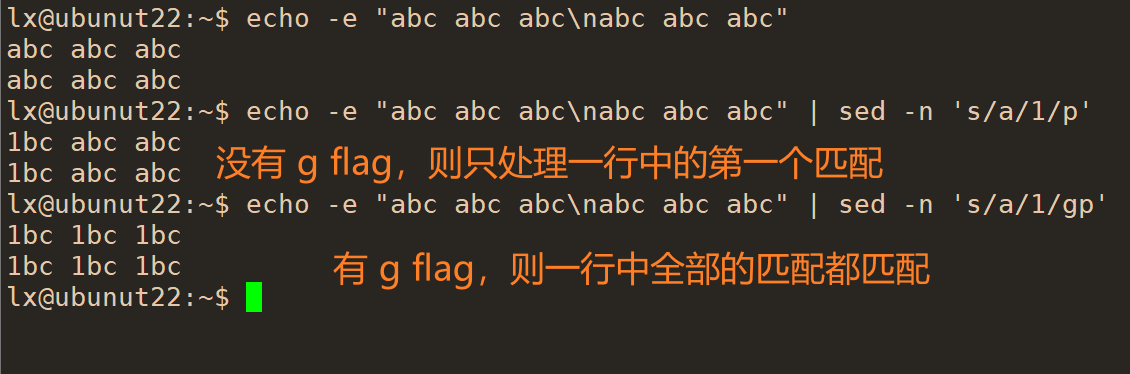 lx@ubunut22:~$ echo -e "abc abc abc\nabc abc abc"
abc abc abc
abc abc abc
lx@ubunut22:~$ echo -e "abc abc abc\nabc abc abc" | sed -n 's/a/1/p'
1bc abc abc
1bc abc abc
没有 g flag，则只处理一行中的第一个匹配
lx@ubunut22:~$ echo -e "abc abc abc\nabc abc abc" | sed -n 's/a/1/gp'
1bc 1bc 1bc
1bc 1bc 1bc
有 g flag，则一行中全部的匹配都匹配
lx@ubunut22:~$